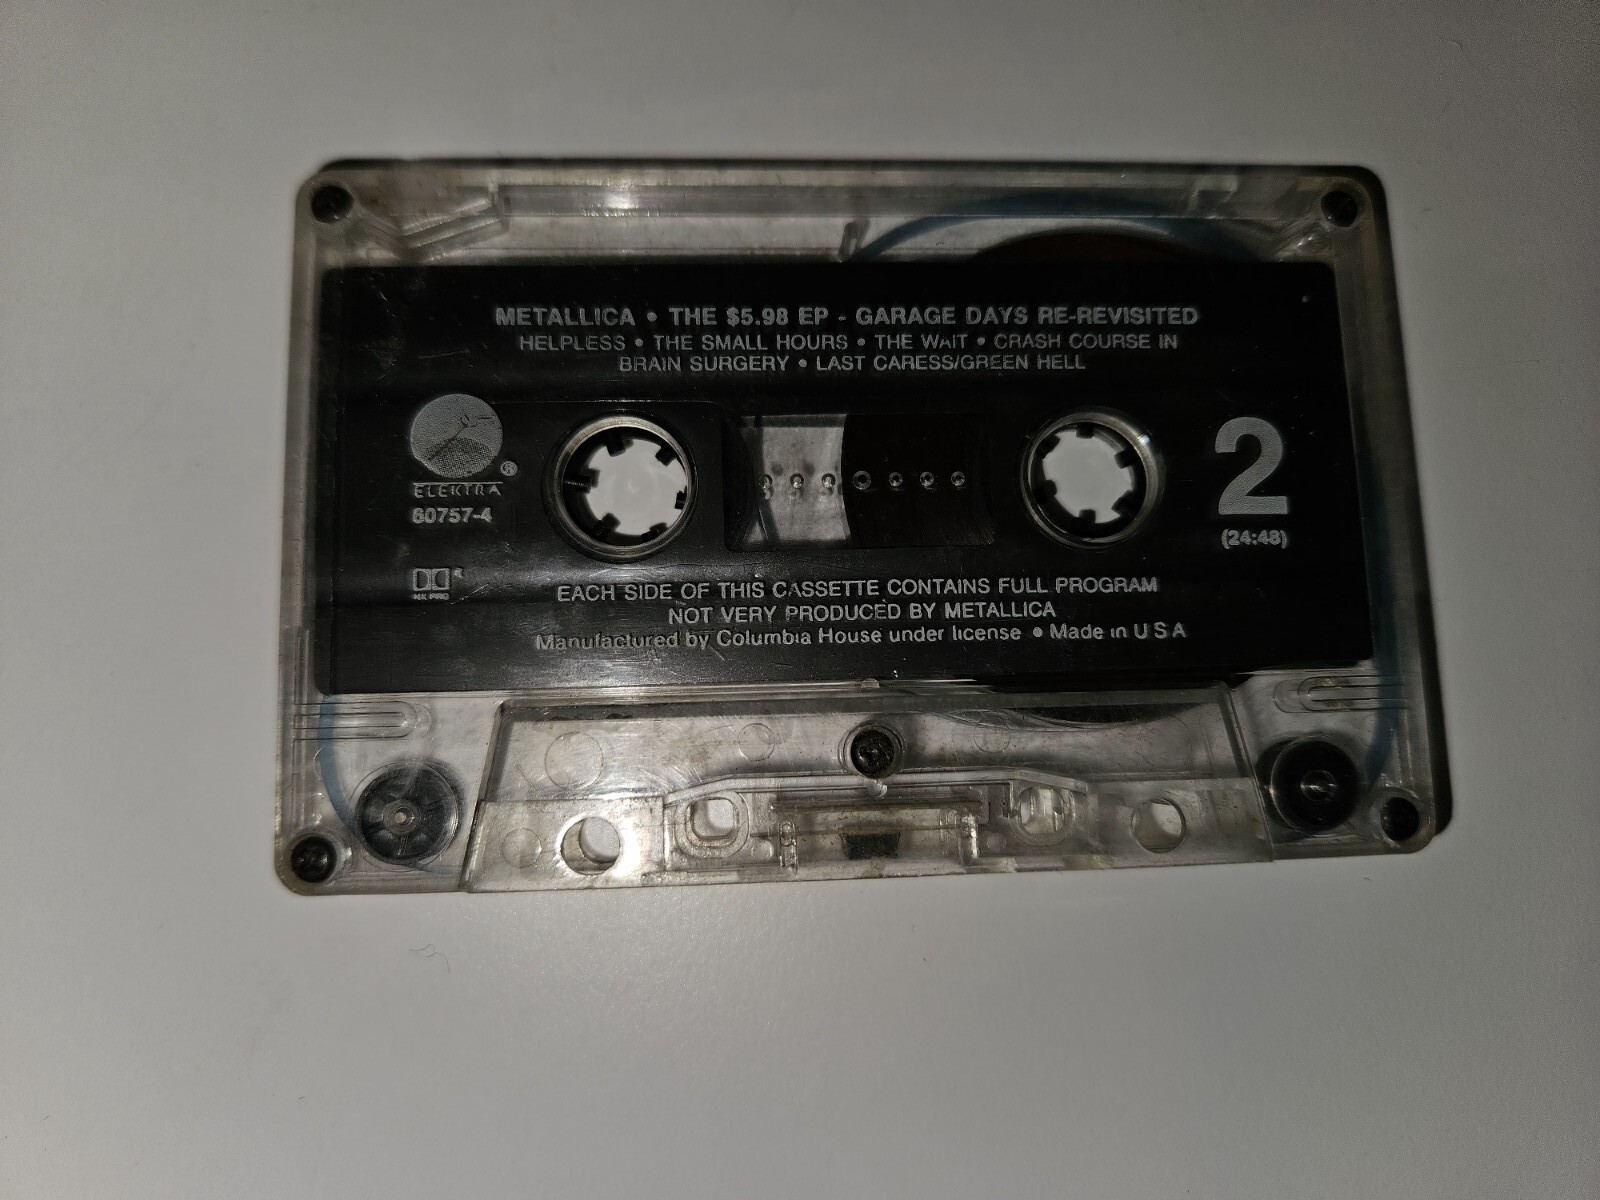 METALLICA • THE $5.98 EP - GARAGE DAYS RE-REVISITED
HELPLESS • THE SMALL HOURS • THE WAIT • CRASH COURSE IN
BRAIN SURGERY • LAST CARESS/GREEN HELL
®
ELEKTRA
60757-4
2
(24:48)
HX PRO
EACH SIDE OF THIS CASSETTE CONTAINS FULL PROGRAM
NOT VERY PRODUCED BY METALLICA
Manufactured by Columbia House under license • Made in U S A